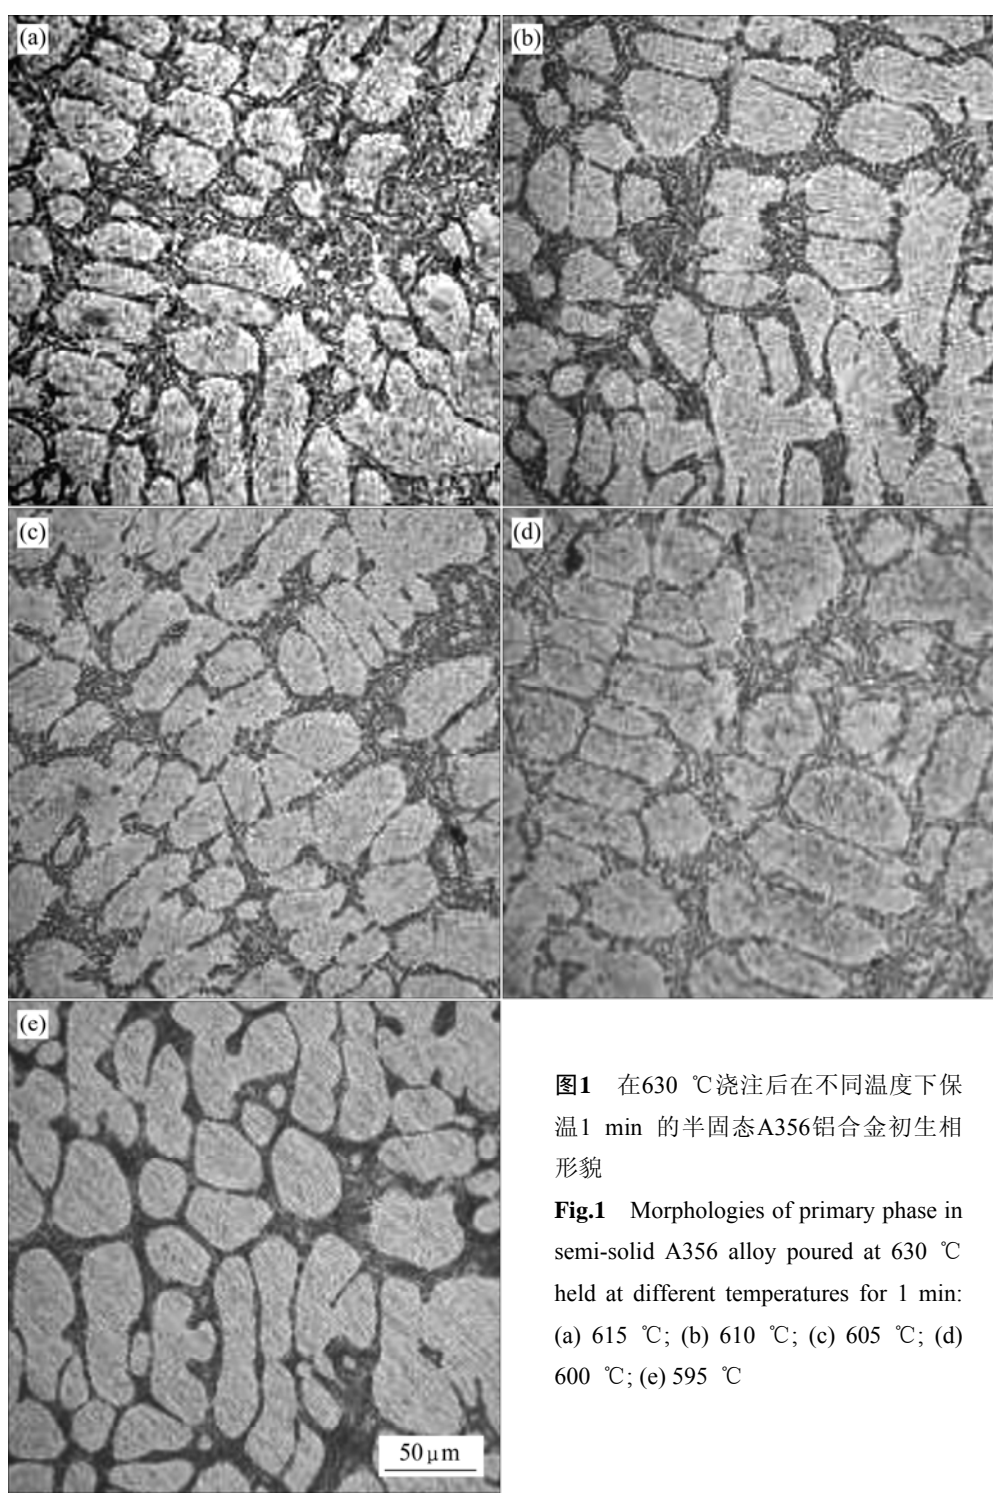 (a)
(b)
(c)
(d)
(e)
50 μm
图1 在630 ℃浇注后在不同温度下保
温1 min 的半固态A356铝合金初生相
形貌
Fig.1 Morphologies of primary phase in
semi-solid A356 alloy poured at 630 ℃
held at different temperatures for 1 min:
(a) 615 ℃; (b) 610 ℃; (c) 605 ℃; (d)
600 ℃; (e) 595 ℃